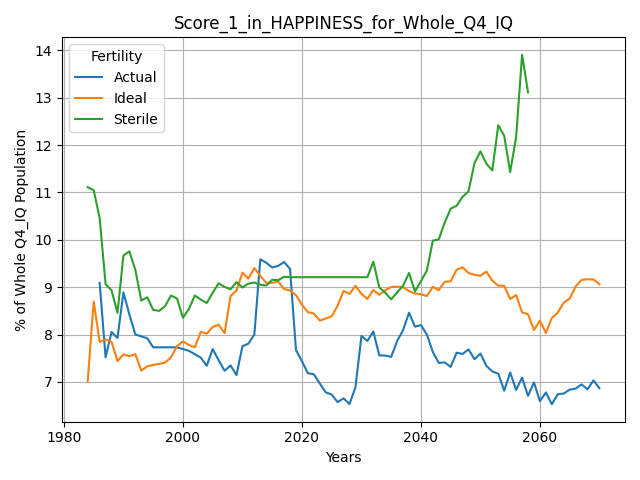 Score_1_in_HAPPINESS_for_Whole_Q4_IQ
Fertility
Actual
Ideal
Sterile
% of Whole Q4_IQ Population
14
13
12
11
10
9
8
7
1980
2000
2020
2040
2060
Years